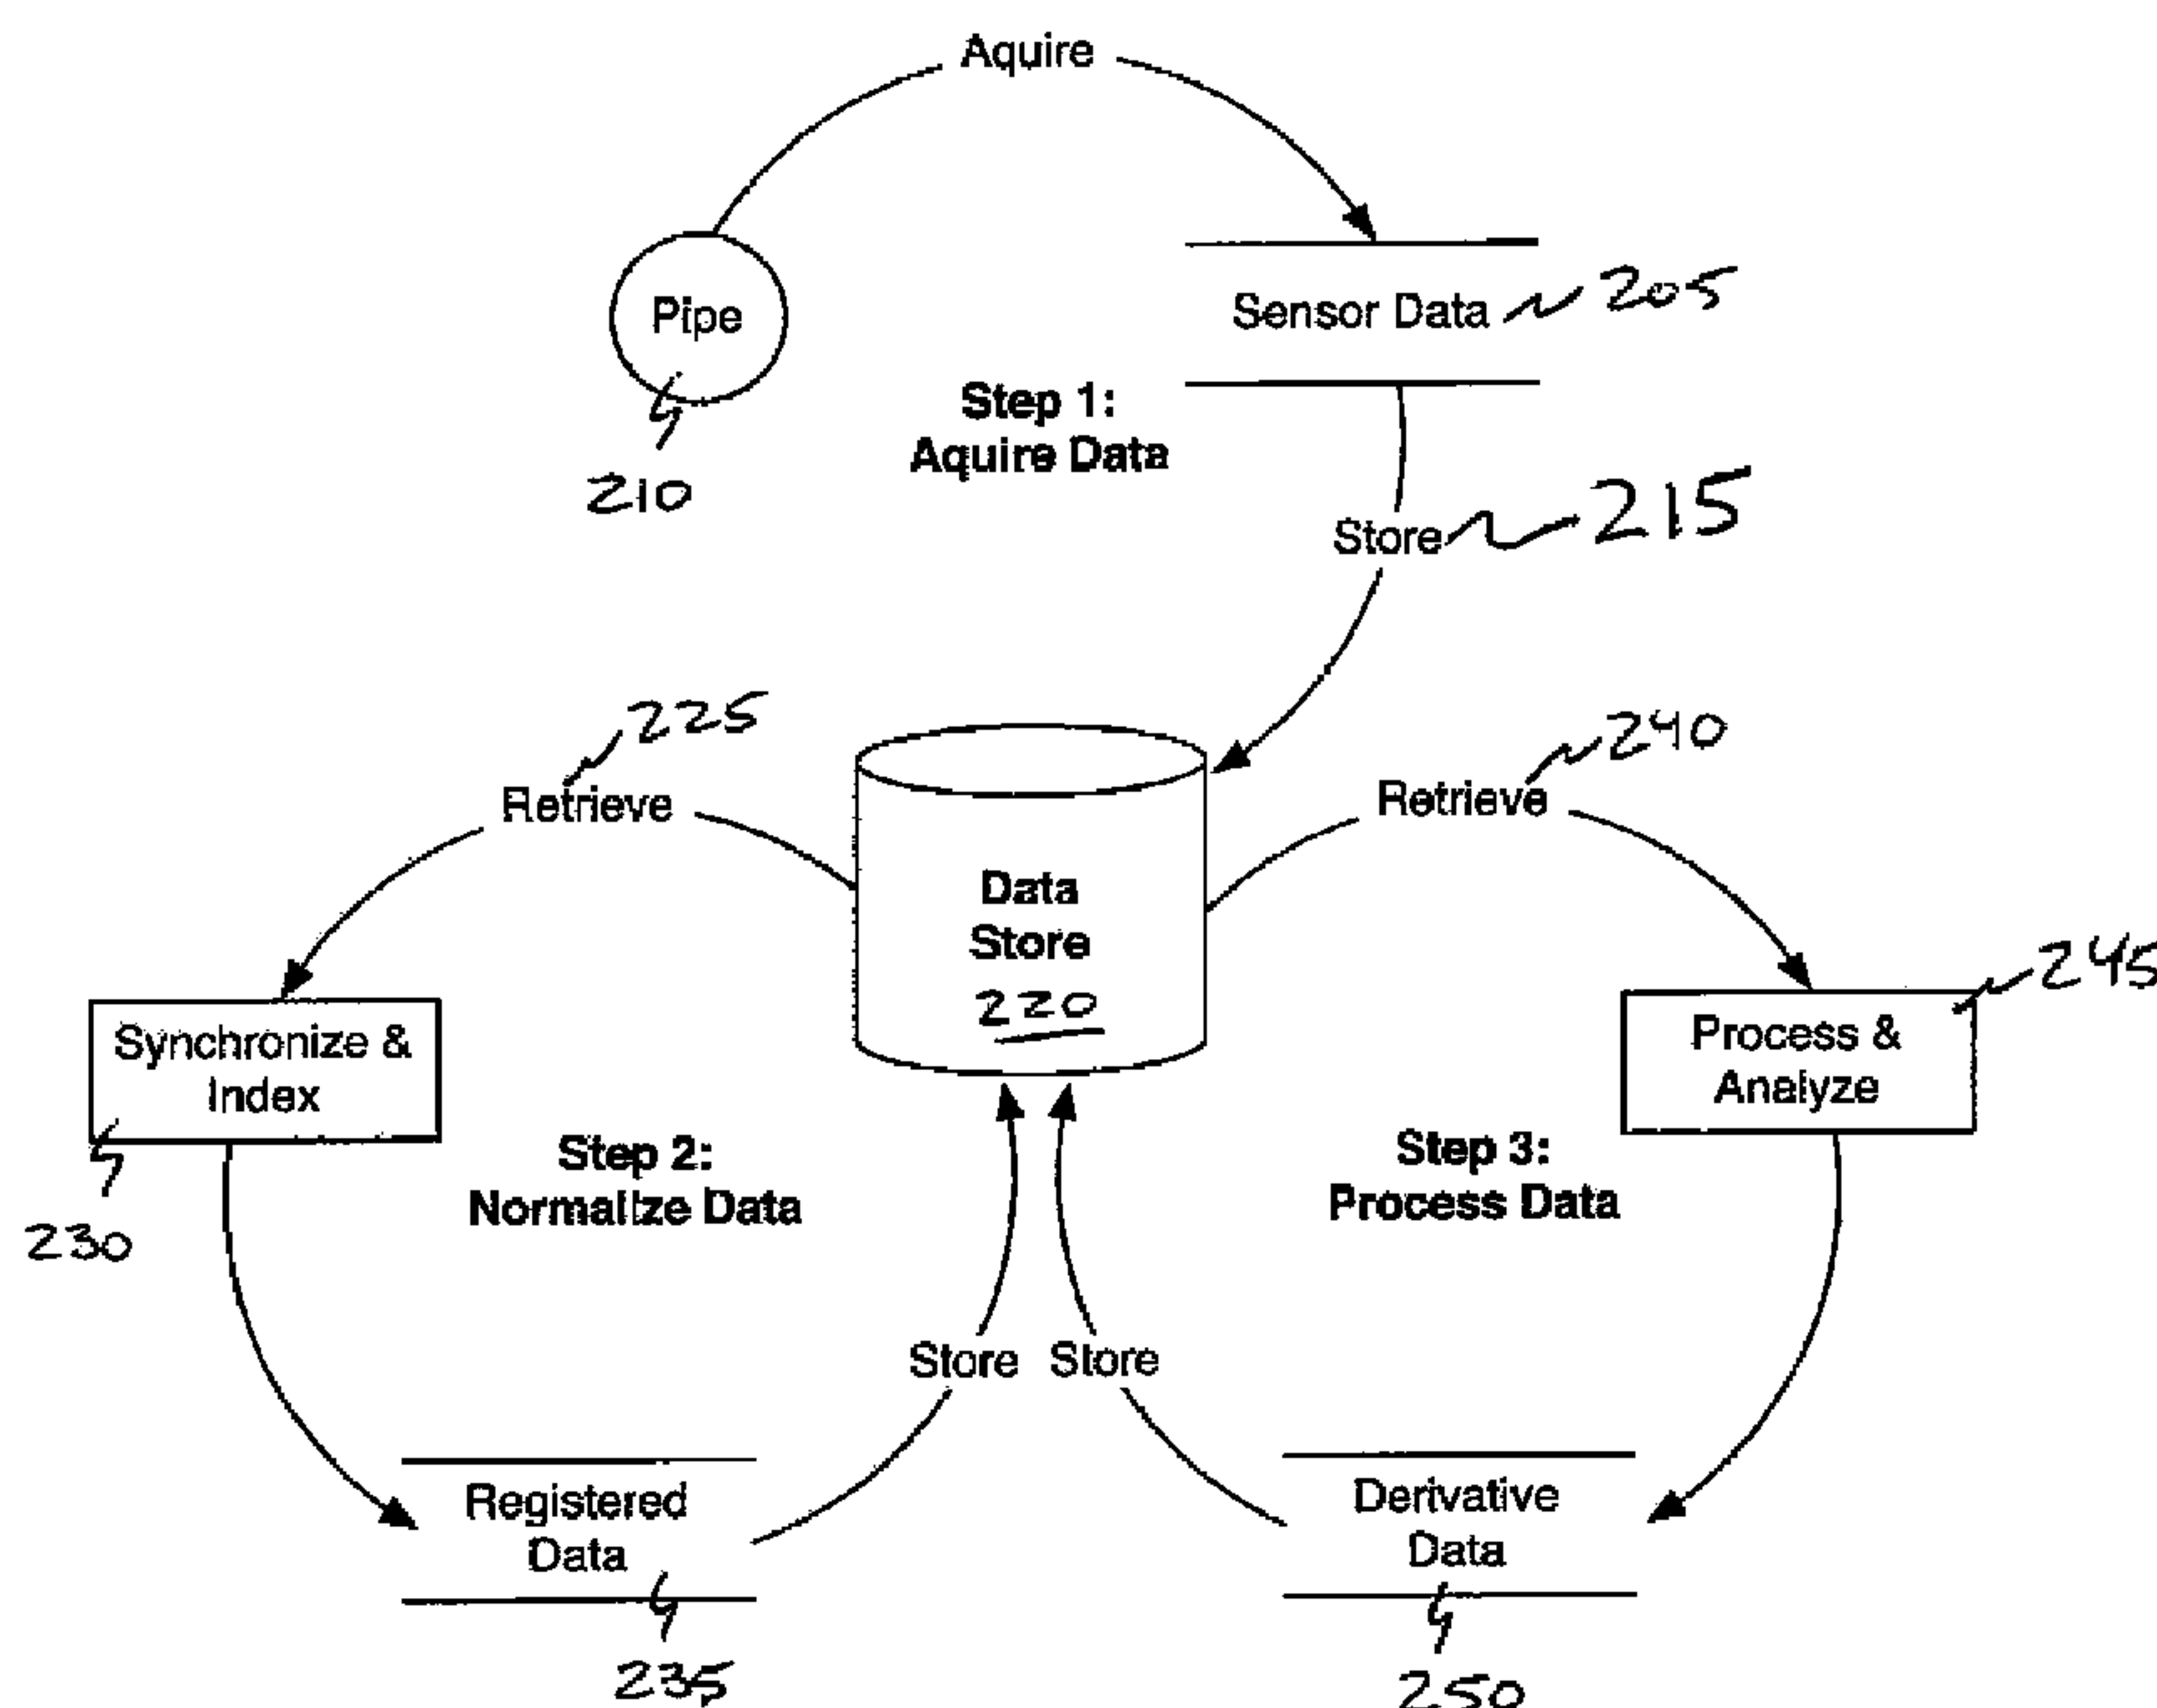 Aquire
Pipe
Sensor Data 205
Step 1:
Aquire Data
210
Store 215
225
Retrieve
240
Retrieve
Data
Store
220
245
Synchronize &
Index
Process &
Analyze
230
Step 2:
Normalize Data
Step 3:
Process Data
Store Store
Registered
Data
Derivative
Data
235
250